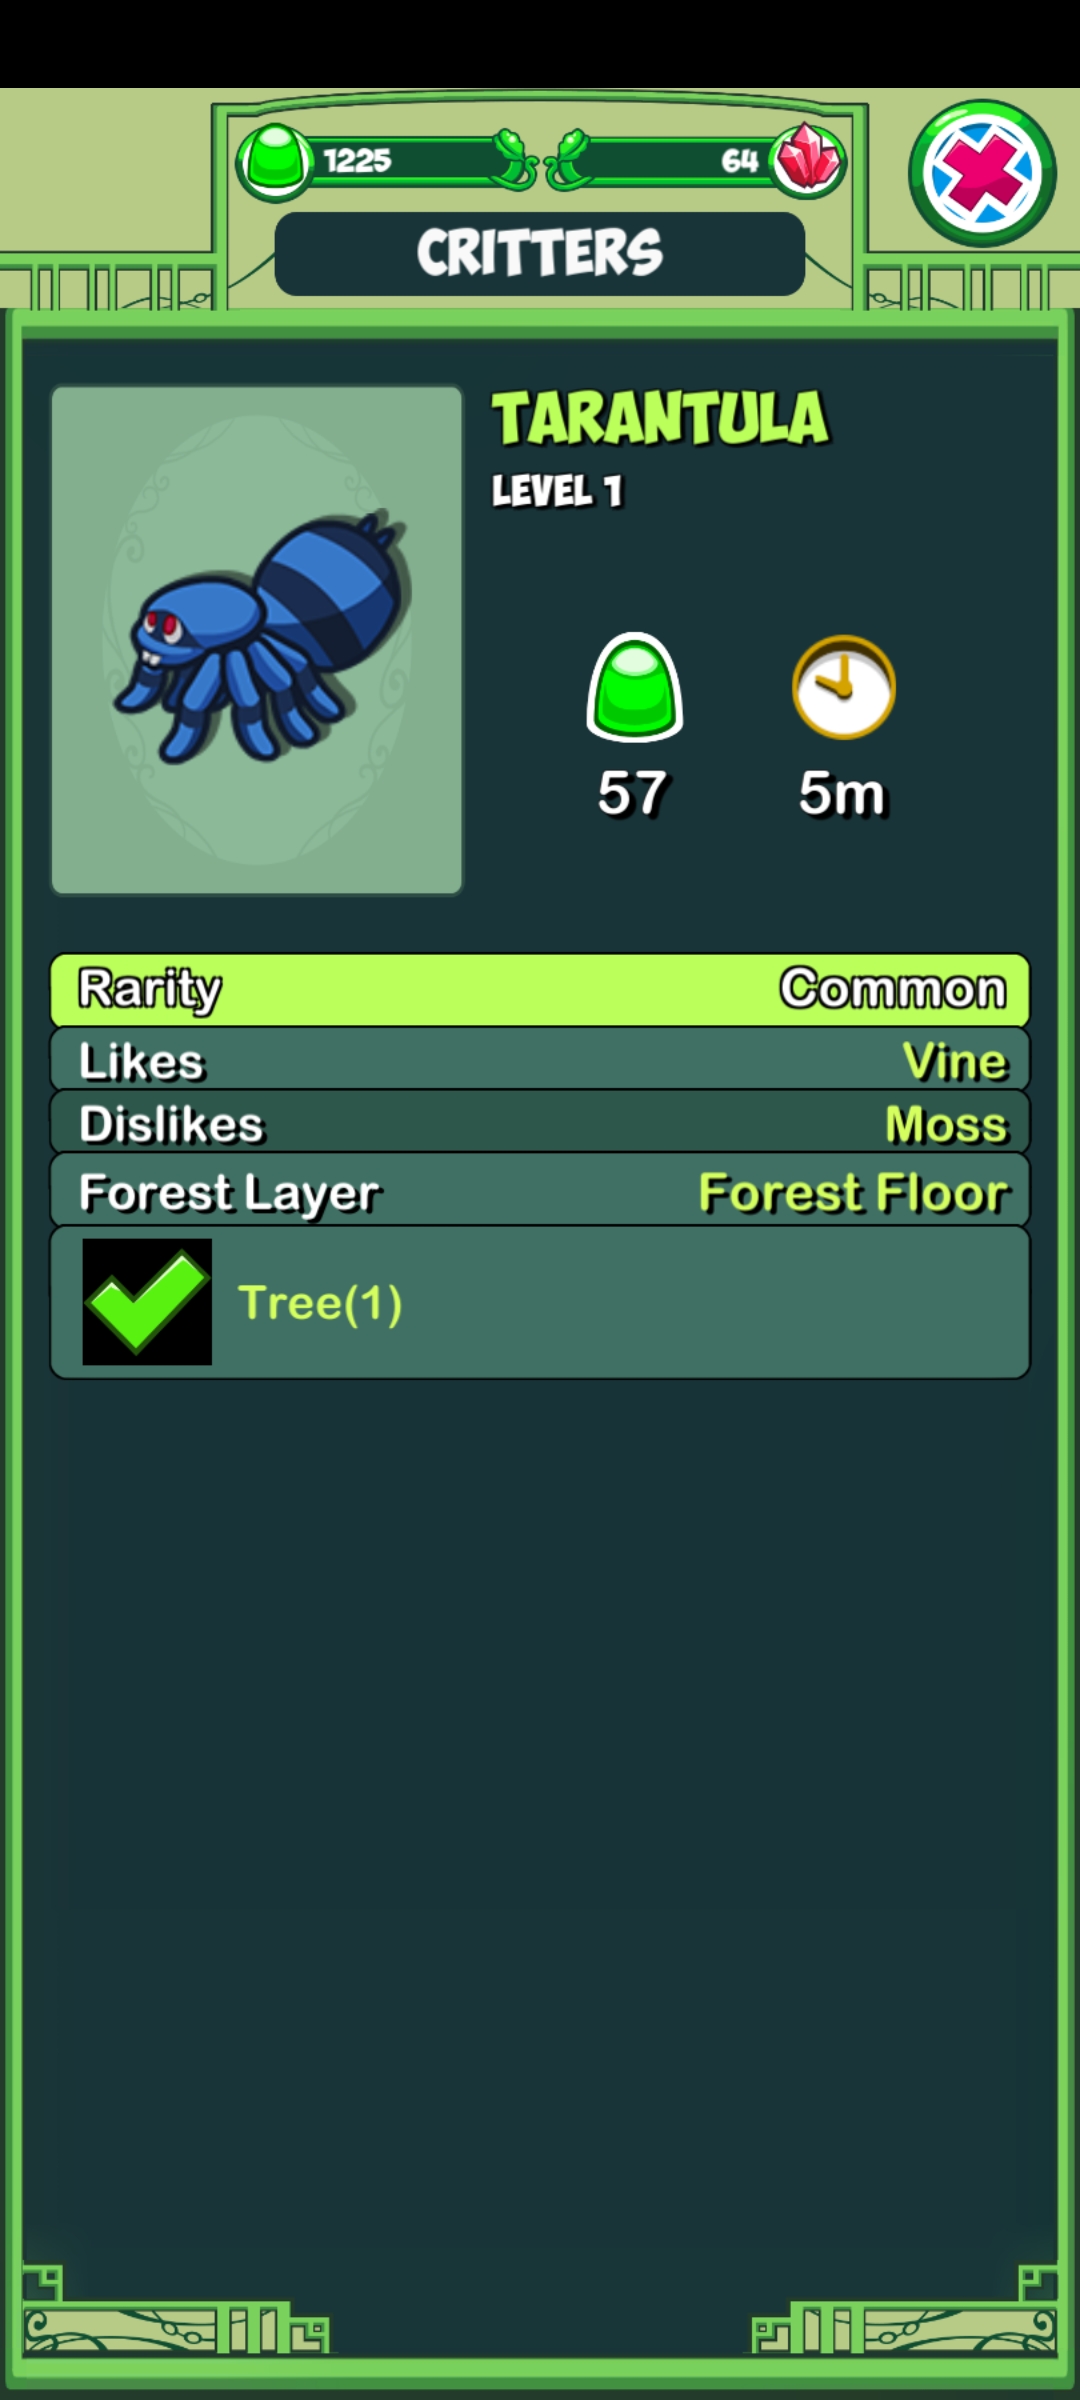 1225
64
CRITTERS
TARANTULA
LEVEL 1
57
5m
Rarity Common
Likes Vine
Dislikes Moss
Forest Layer Forest Floor
Tree(1)